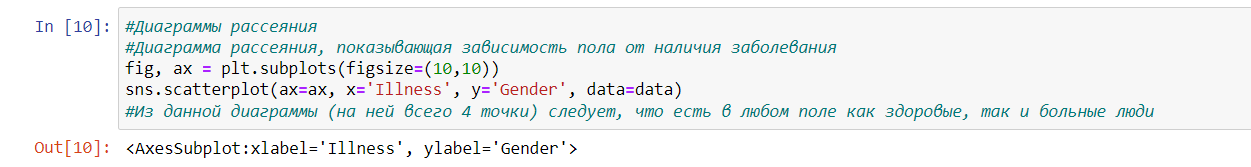 In [10]: #Диаграммы рассеяния
#Диаграмма рассеяния, показывающая зависимость пола от наличия заболевания
fig, ax = plt.subplots(figsize=(10,10))
sns.scatterplot(ax=ax, x='Illness', y='Gender', data=data)
#Из данной диаграммы (на ней всего 4 точки) следует, что есть в любом поле как здоровые, так и больные люди
Out[10]: <AxesSubplot:xlabel='Illness', ylabel='Gender'>